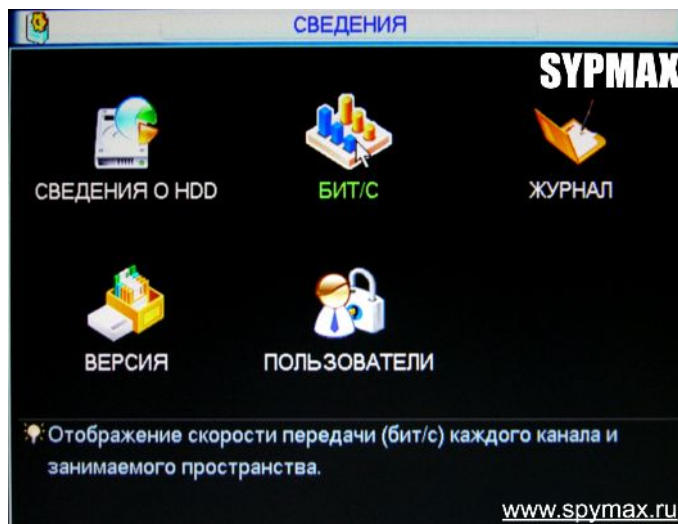 СВЕДЕНИЯ
SYPMAX
СВЕДЕНИЯ О HDD
БИТ/С
ЖУРНАЛ
ВЕРСИЯ
ПОЛЬЗОВАТЕЛИ
Отображение скорости передачи (бит/с) каждого канала и
занимаемого пространства.
www.spymax.ru